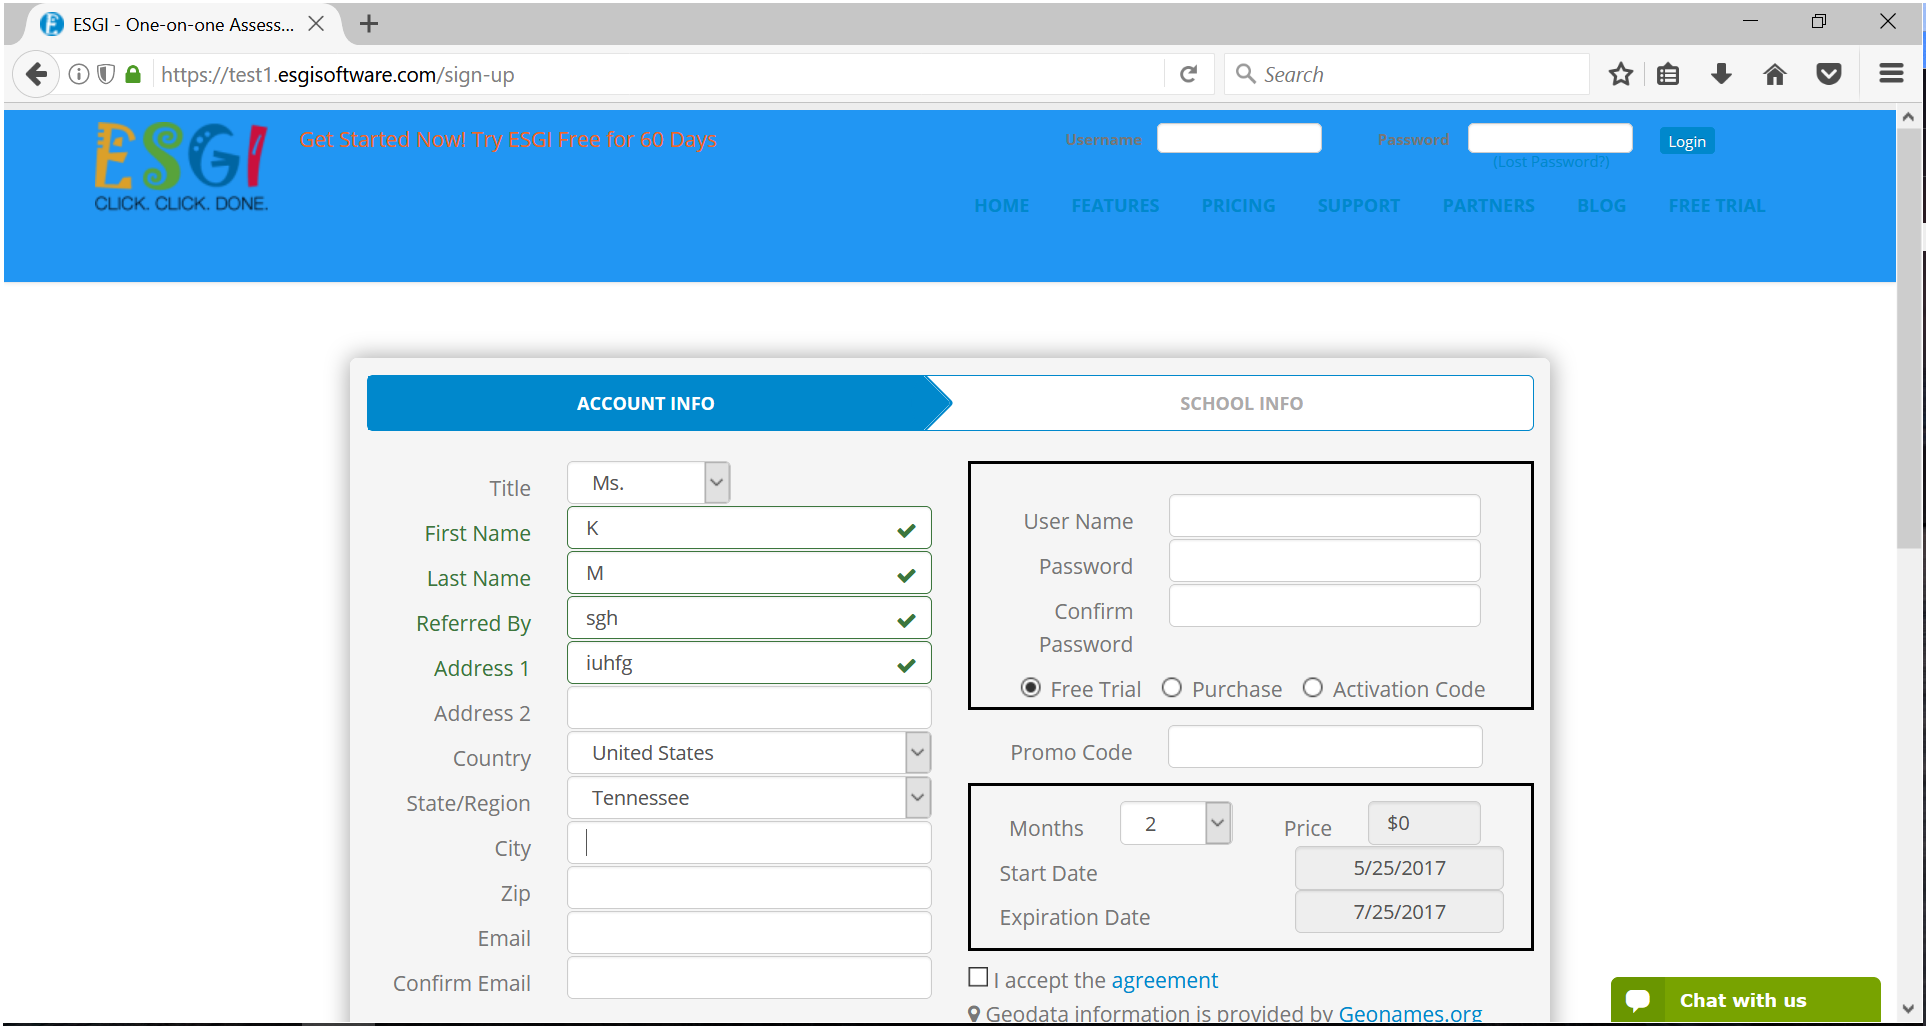 ESGI - One-on-one Assess...
https://test1.esgisoftware.com/sign-up
Search
ESGI
CLICK. CLICK. DONE.
Get Started Now! Try ESGI Free for 60 Days
Username
Password
Login
(Lost Password?)
HOME FEATURES PRICING SUPPORT PARTNERS BLOG FREE TRIAL
ACCOUNT INFO
SCHOOL INFO
Title Ms.
First Name K
Last Name M
Referred By sgh
Address 1 iuhfg
Address 2
Country United States
State/Region Tennessee
City
Zip
Email
Confirm Email
User Name
Password
Confirm
Password
Free Trial Purchase Activation Code
Promo Code
Months 2 Price $0
Start Date 5/25/2017
Expiration Date 7/25/2017
I accept the agreement
Geodata information is provided by Geonames.org
Chat with us